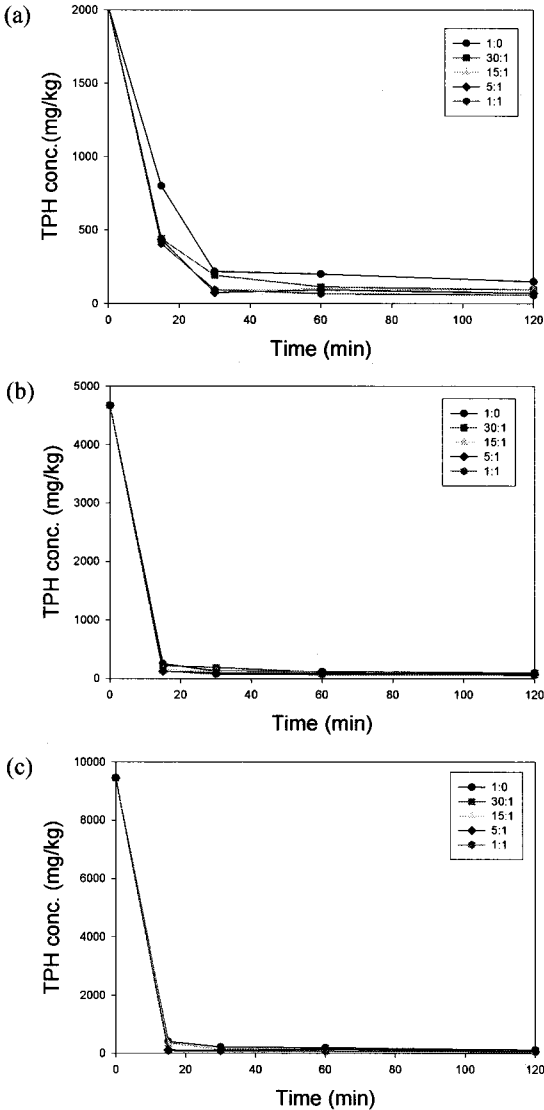 (a)
TPH conc.(mg/kg)
2000
1500
1000
500
0
1:0
30:1
15:1
5:1
1:1
0 20 40 60 80 100 120
Time (min)
(b)
TPH conc. (mg/kg)
5000
4000
3000
2000
1000
0
1:0
30:1
15:1
5:1
1:1
0 20 40 60 80 100 120
Time (min)
(c)
TPH conc. (mg/kg)
10000
8000
6000
4000
2000
0
1:0
30:1
15:1
5:1
1:1
0 20 40 60 80 100 120
Time (min)